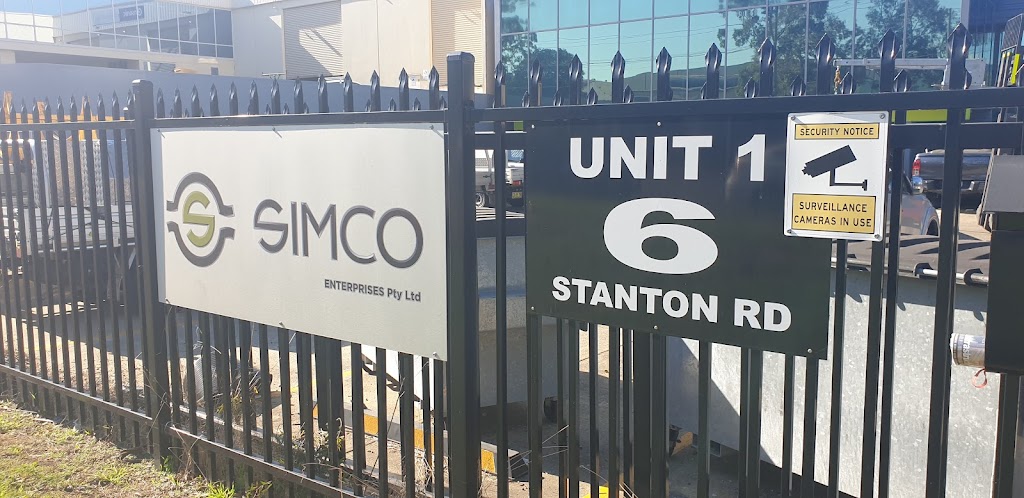 S
SIMCO
ENTERPRISES Pty Ltd
UNIT 1
6
STANTON RD
SECURITY NOTICE
SURVEILLANCE
CAMERAS IN USE